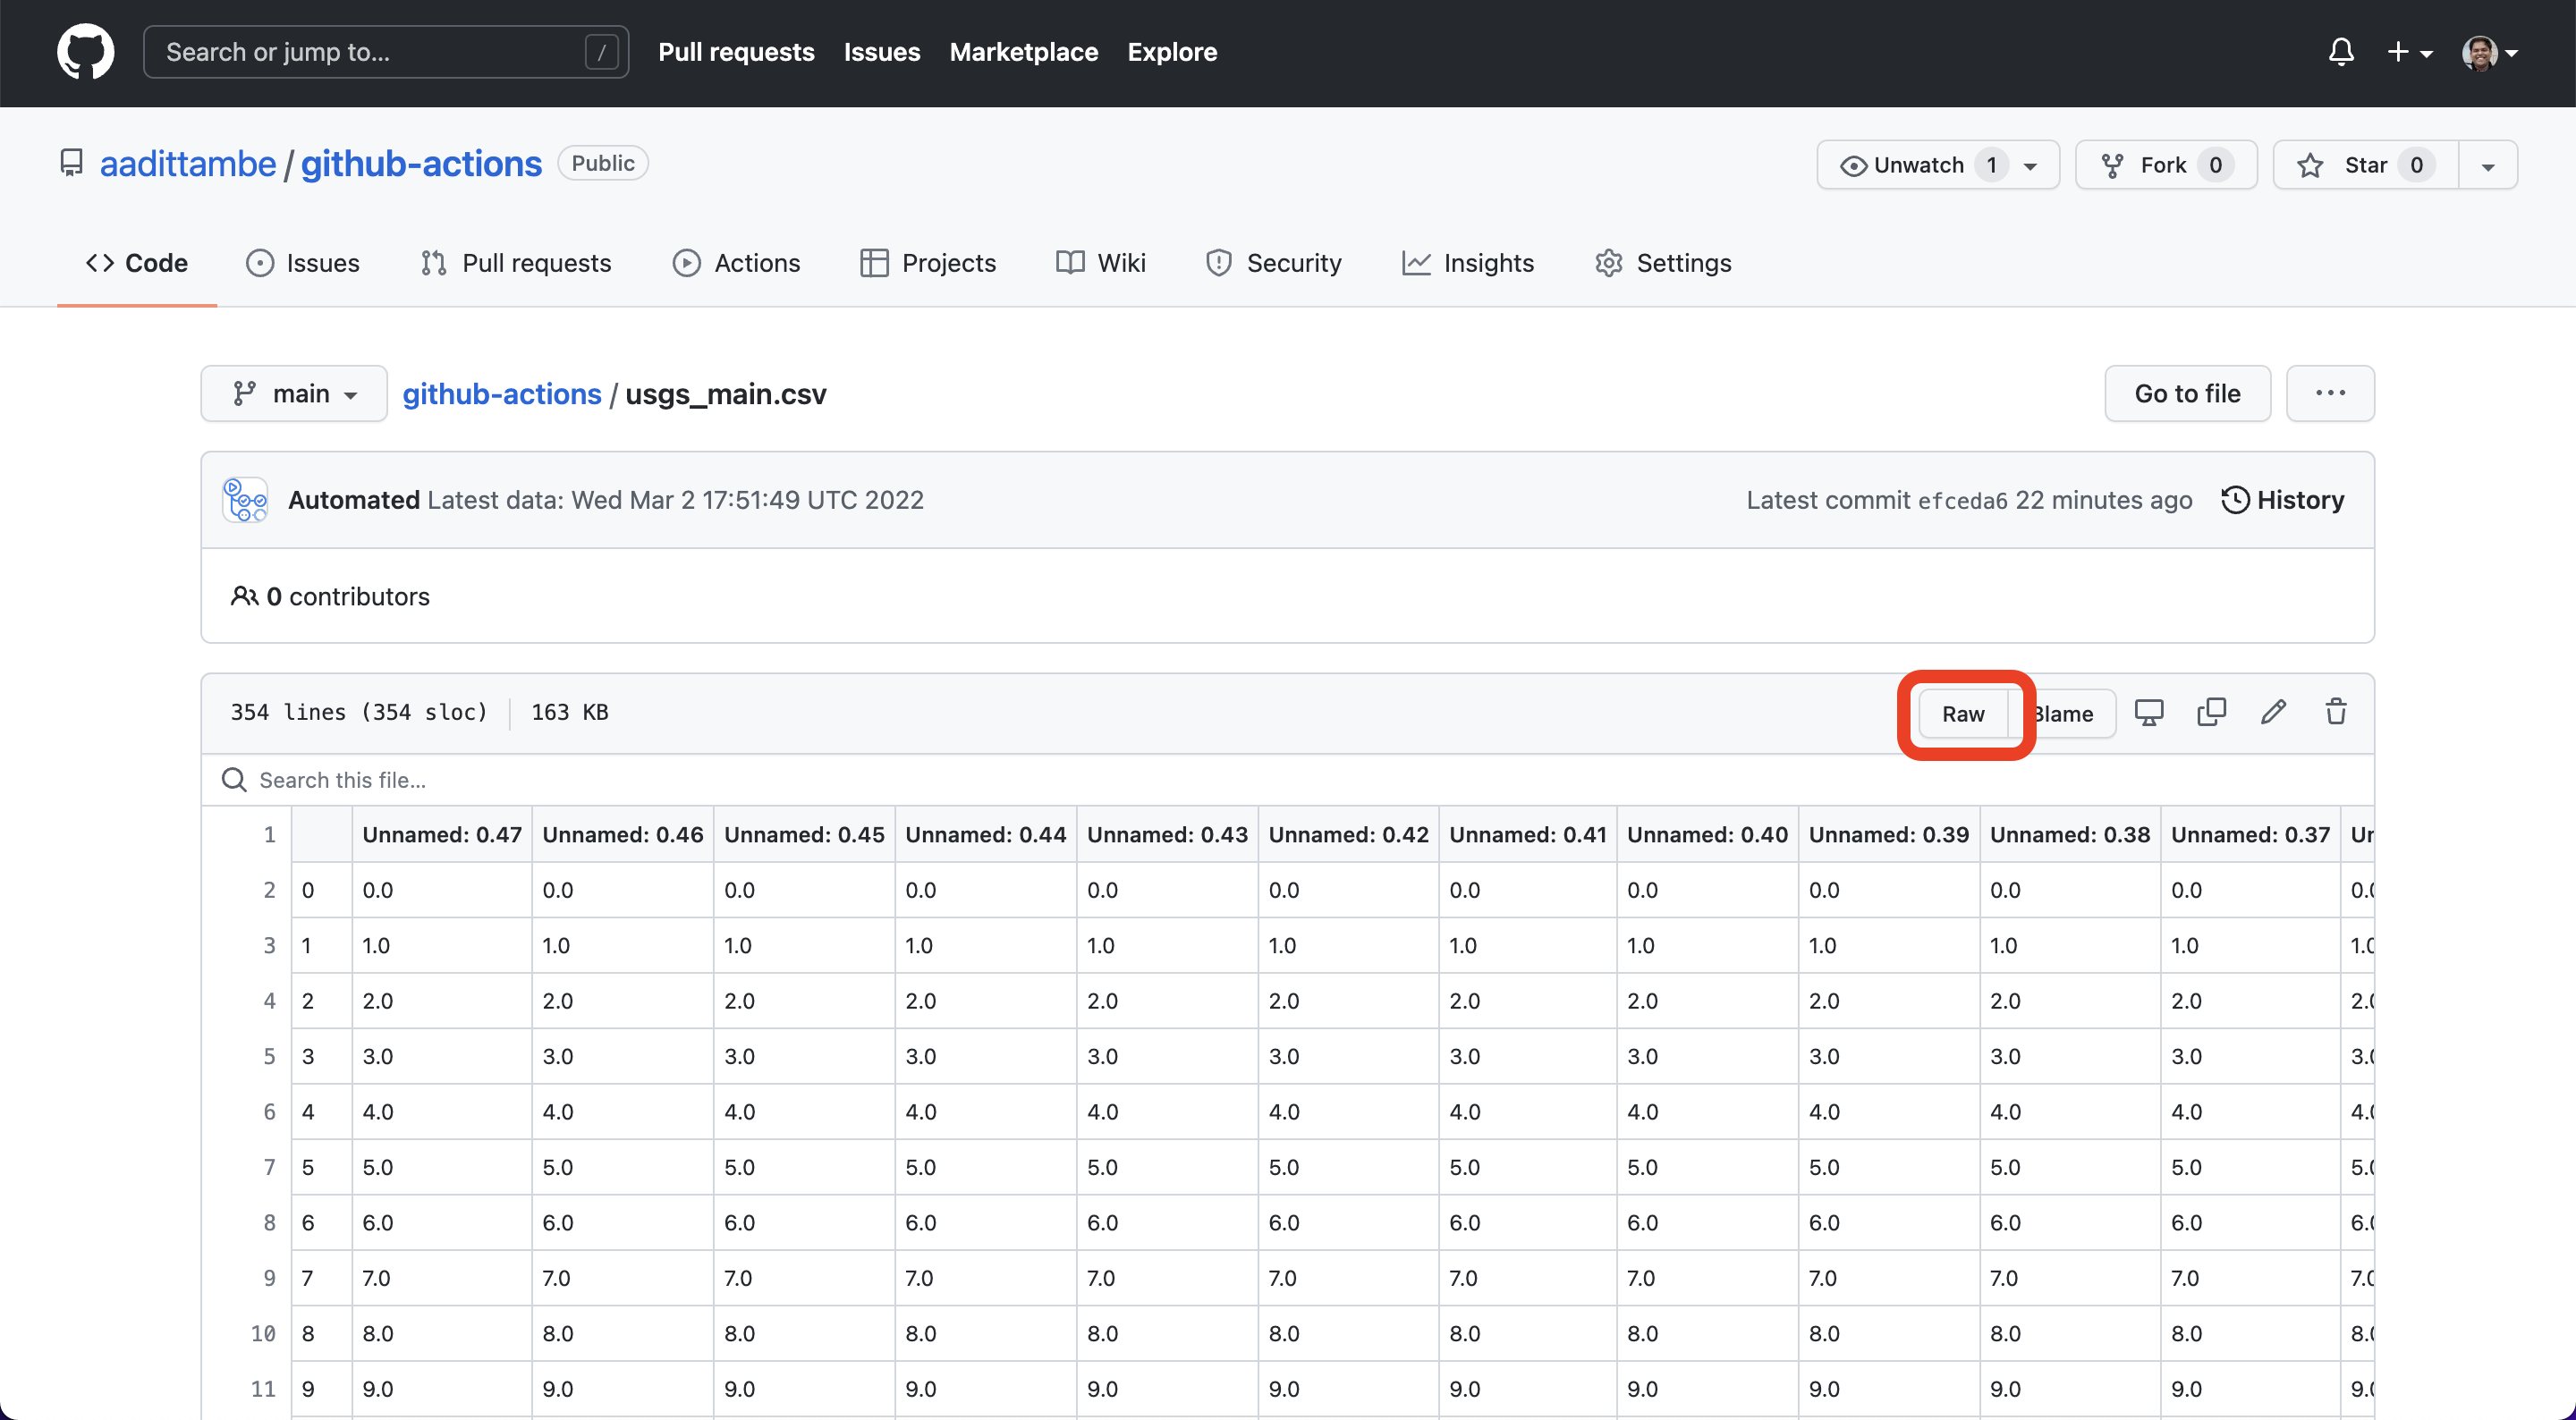 Search or jump to... / Pull requests Issues Marketplace Explore
aadittambe / github-actions Public Unwatch 1 Fork 0 Star 0
Code Issues Pull requests Actions Projects Wiki Security Insights Settings
main github-actions / usgs_main.csv Go to file ...
Automated Latest data: Wed Mar 2 17:51:49 UTC 2022 Latest commit efceda6 22 minutes ago History
0 contributors
354 lines (354 sloc) 163 KB Raw Blame
Search this file...
1 Unnamed: 0.47 Unnamed: 0.46 Unnamed: 0.45 Unnamed: 0.44 Unnamed: 0.43 Unnamed: 0.42 Unnamed: 0.41 Unnamed: 0.40 Unnamed: 0.39 Unnamed: 0.38 Unnamed: 0.37
2 0 0.0 0.0 0.0 0.0 0.0 0.0 0.0 0.0 0.0 0.0 0.0
3 1 1.0 1.0 1.0 1.0 1.0 1.0 1.0 1.0 1.0 1.0 1.0
4 2 2.0 2.0 2.0 2.0 2.0 2.0 2.0 2.0 2.0 2.0 2.0
5 3 3.0 3.0 3.0 3.0 3.0 3.0 3.0 3.0 3.0 3.0 3.0
6 4 4.0 4.0 4.0 4.0 4.0 4.0 4.0 4.0 4.0 4.0 4.0
7 5 5.0 5.0 5.0 5.0 5.0 5.0 5.0 5.0 5.0 5.0 5.0
8 6 6.0 6.0 6.0 6.0 6.0 6.0 6.0 6.0 6.0 6.0 6.0
9 7 7.0 7.0 7.0 7.0 7.0 7.0 7.0 7.0 7.0 7.0 7.0
10 8 8.0 8.0 8.0 8.0 8.0 8.0 8.0 8.0 8.0 8.0 8.0
11 9 9.0 9.0 9.0 9.0 9.0 9.0 9.0 9.0 9.0 9.0 9.0